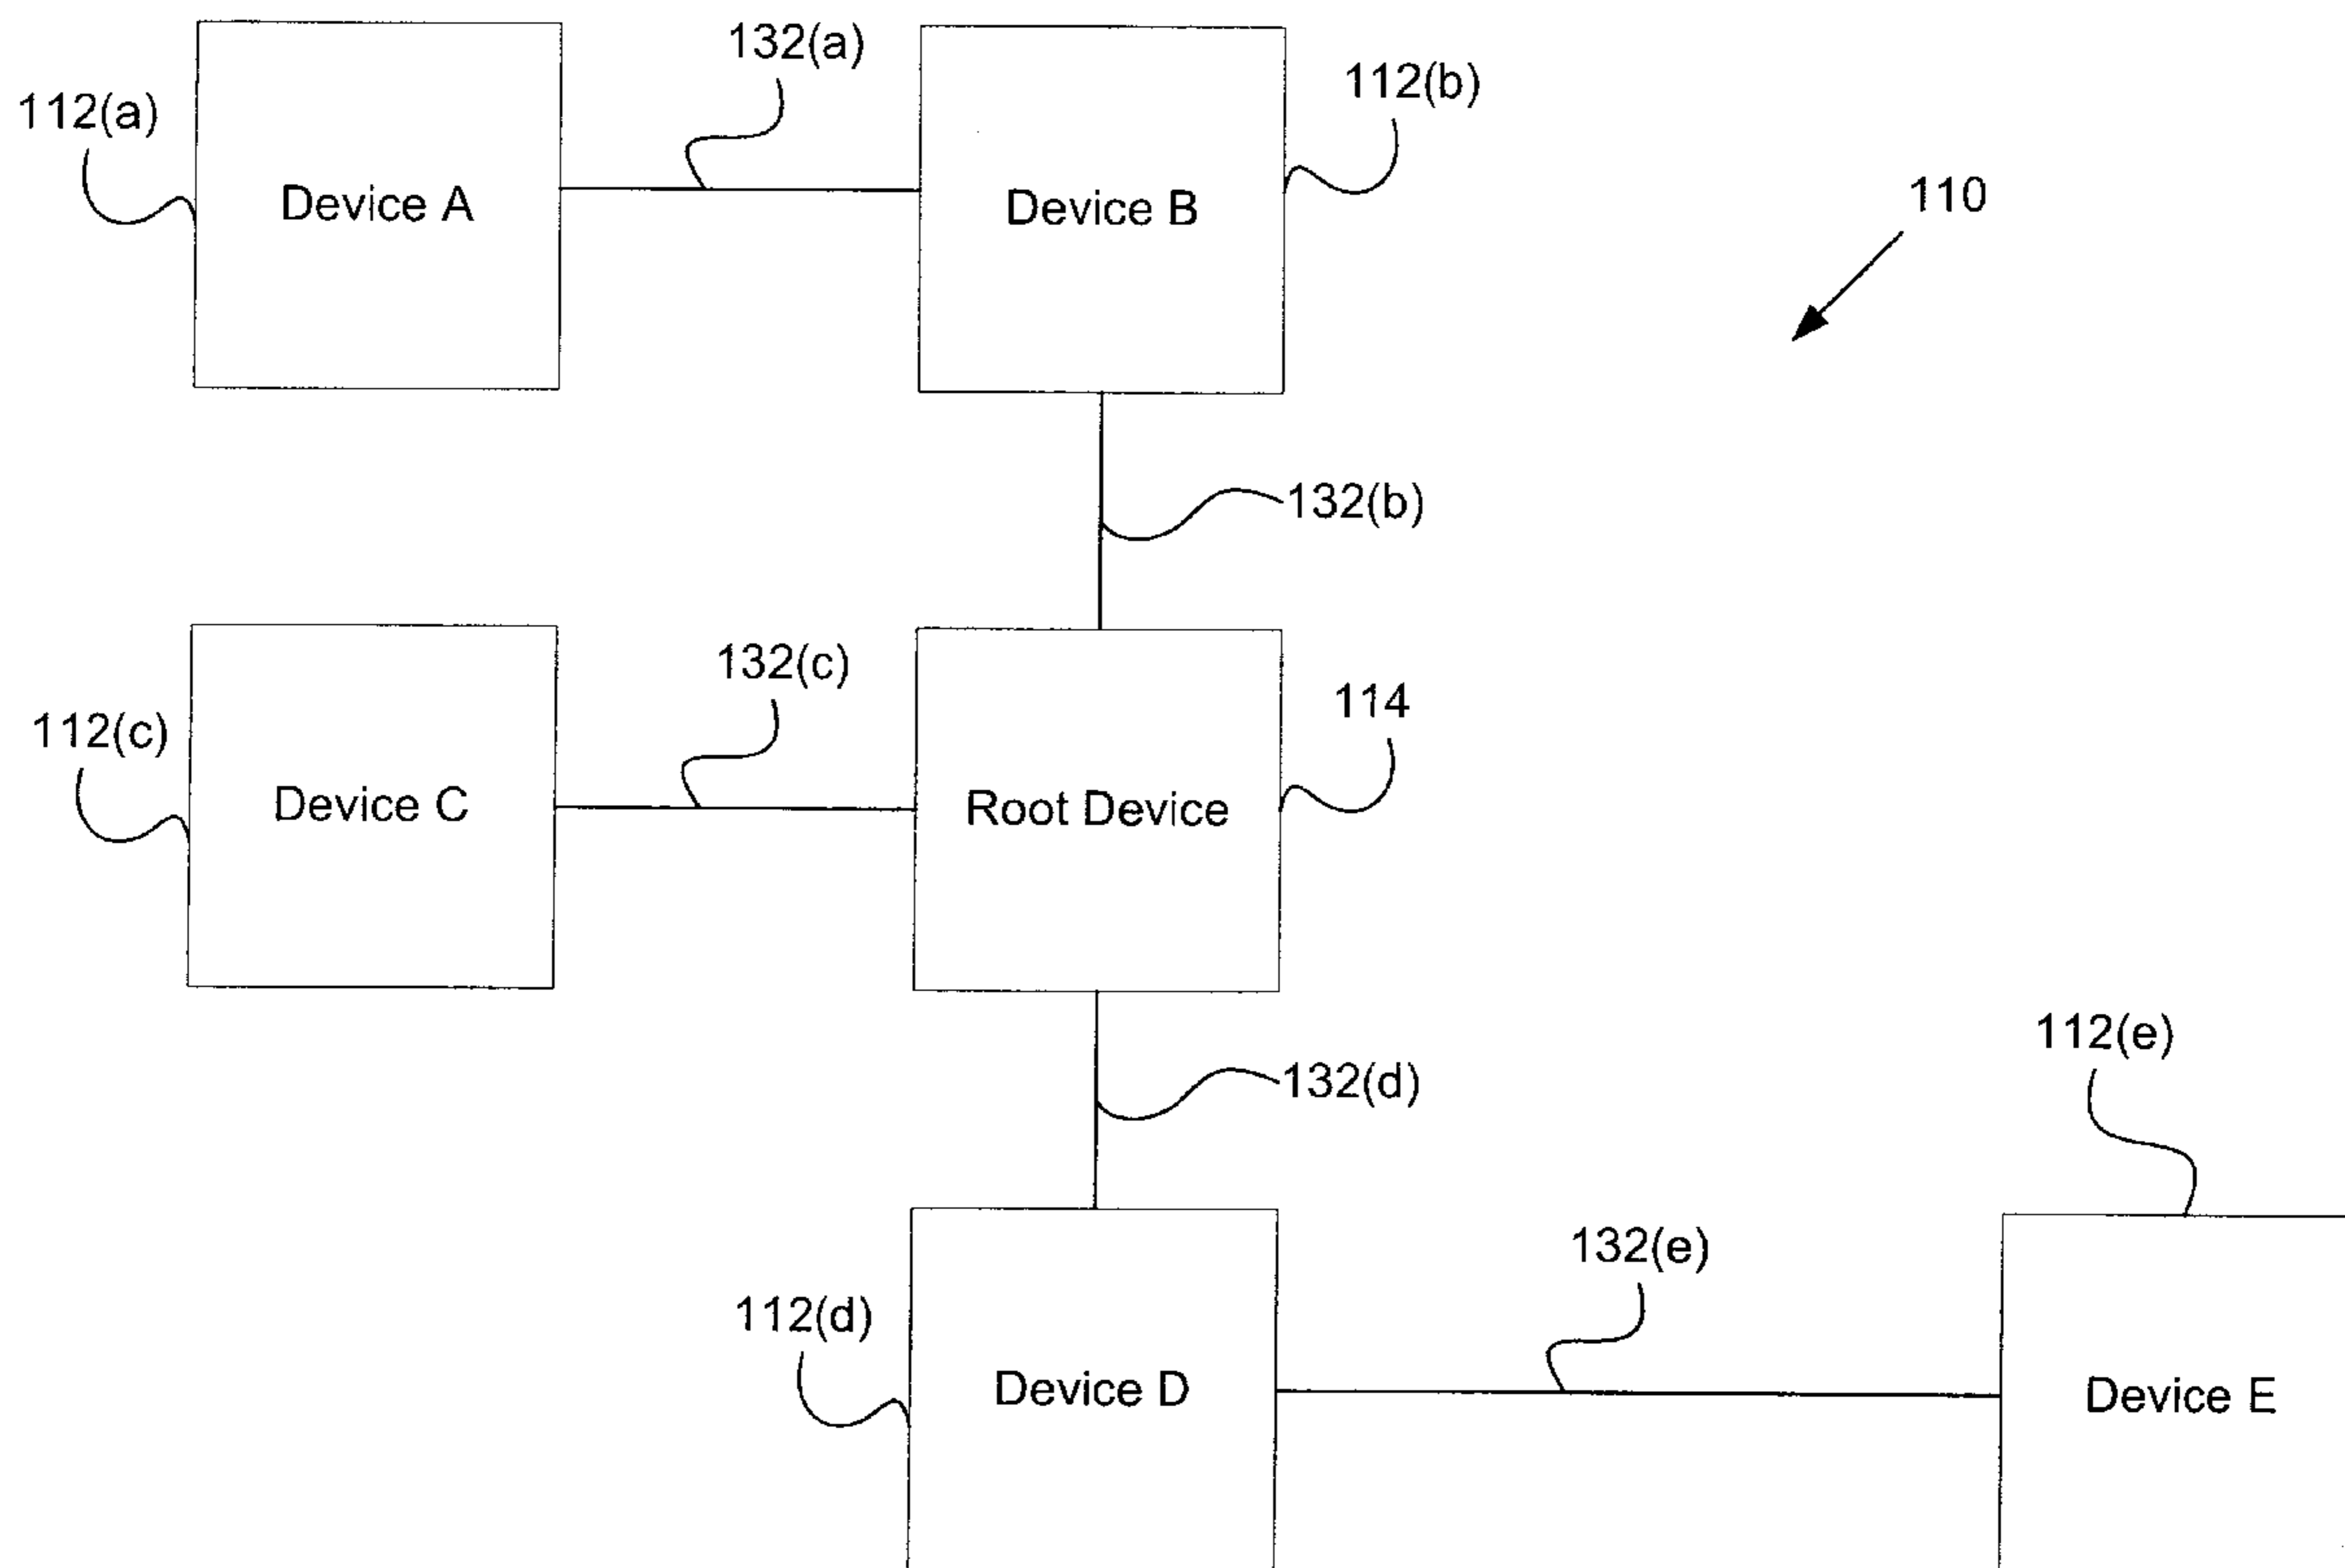 132(a)
112(b)
112(a)
Device A
Device B
110
132(b)
132(c)
114
112(c)
Device C
Root Device
112(e)
132(d)
132(e)
112(d)
Device D
Device E